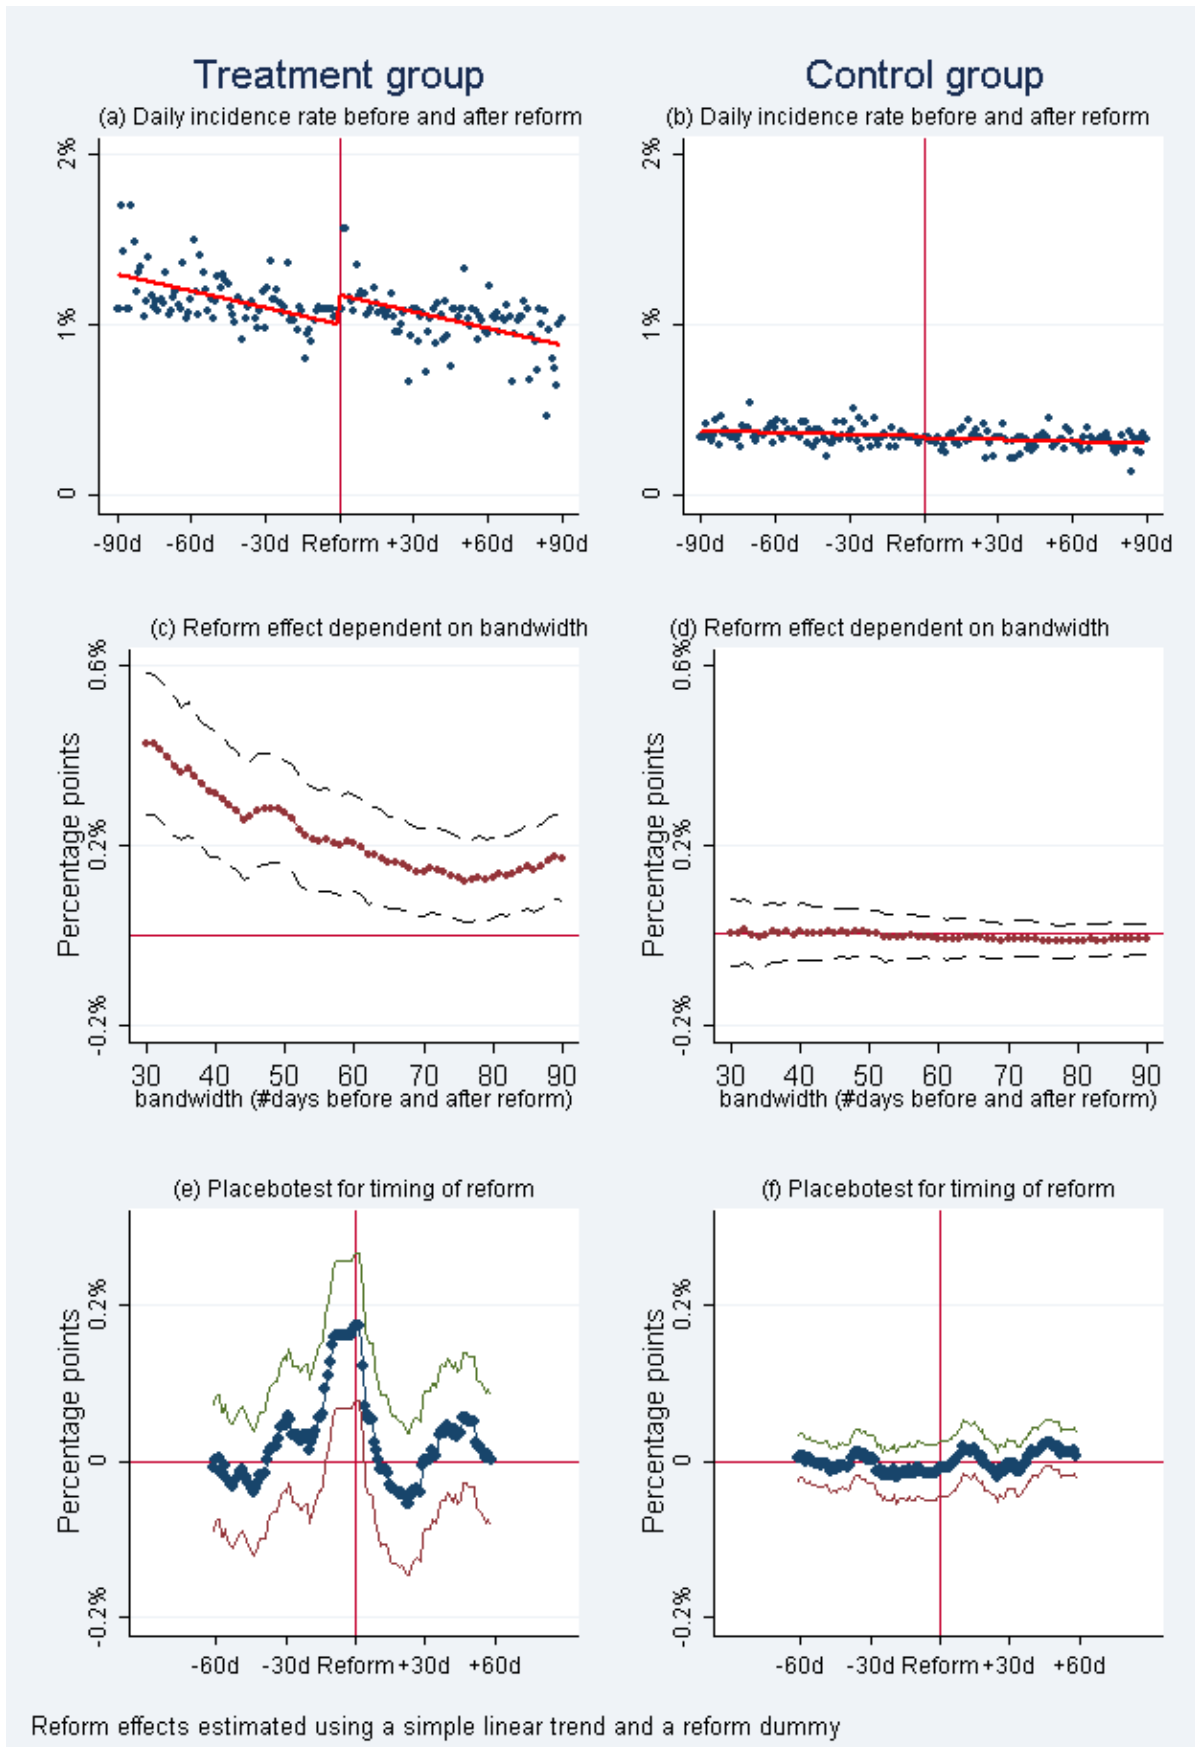 Treatment group
Control group
(a) Daily incidence rate before and after reform
(b) Daily incidence rate before and after reform
2%
1%
0
-90d -60d -30d Reform +30d +60d +90d
2%
1%
0
-90d -60d -30d Reform +30d +60d +90d
(c) Reform effect dependent on bandwidth
(d) Reform effect dependent on bandwidth
Percentage points
0.6%
0.2%
-0.2%
30 40 50 60 70 80 90
bandwidth (#days before and after reform)
Percentage points
0.6%
0.2%
-0.2%
30 40 50 60 70 80 90
bandwidth (#days before and after reform)
(e) Placebotest for timing of reform
(f) Placebotest for timing of reform
Percentage points
0.2%
0
-0.2%
-60d -30d Reform +30d +60d
Percentage points
0.2%
0
-0.2%
-60d -30d Reform +30d +60d
Reform effects estimated using a simple linear trend and a reform dummy